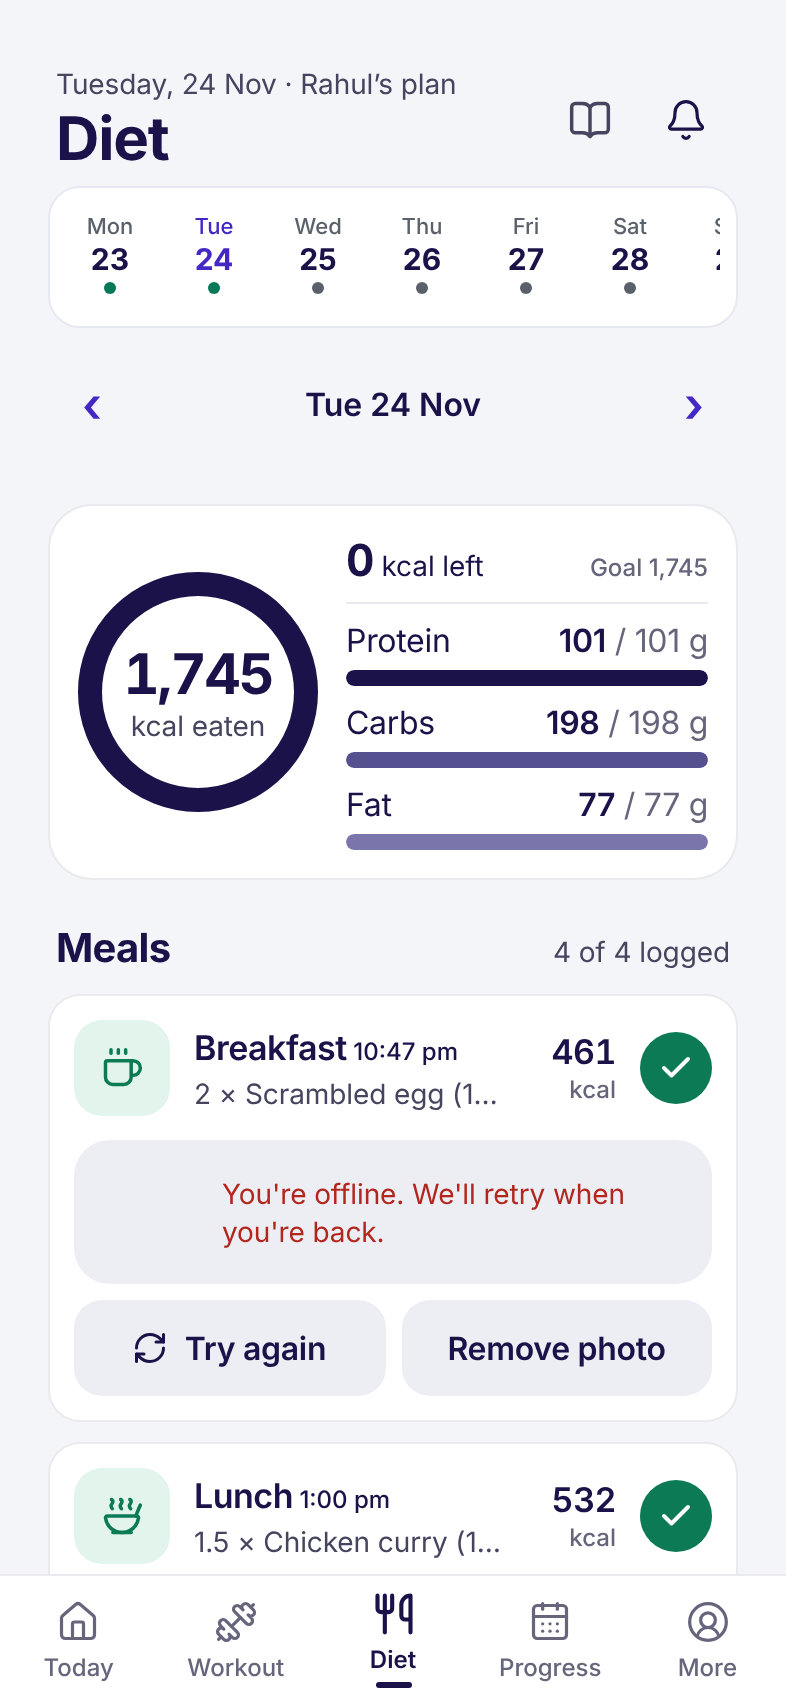 Tuesday, 24 Nov · Rahul’s plan
Diet
Mon Tue Wed Thu Fri Sat
23 24 25 26 27 28
‹ Tue 24 Nov ›
0 kcal left Goal 1,745
1,745
kcal eaten
Protein 101 / 101 g
Carbs 198 / 198 g
Fat 77 / 77 g
Meals 4 of 4 logged
Breakfast 10:47 pm 461
2 × Scrambled egg (1... kcal
You're offline. We'll retry when
you're back.
Try again Remove photo
Lunch 1:00 pm 532
1.5 × Chicken curry (1... kcal
Today Workout Diet Progress More